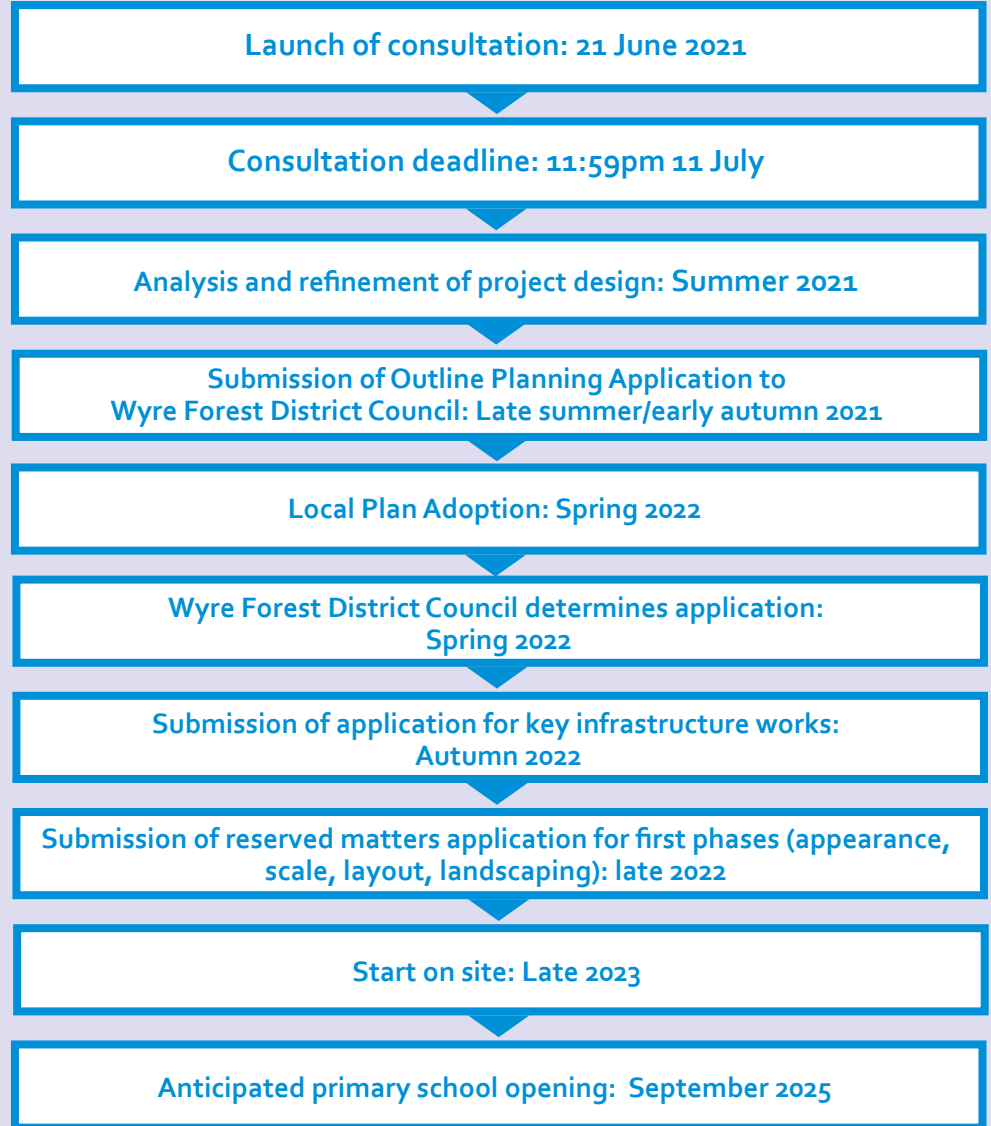 Launch of consultation: 21 June 2021
Consultation deadline: 11:59pm 11 July
Analysis and refinement of project design: Summer 2021
Submission of Outline Planning Application to
Wyre Forest District Council: Late summer/early autumn 2021
Local Plan Adoption: Spring 2022
Wyre Forest District Council determines application:
Spring 2022
Submission of application for key infrastructure works:
Autumn 2022
Submission of reserved matters application for first phases (appearance,
scale, layout, landscaping): late 2022
Start on site: Late 2023
Anticipated primary school opening: September 2025